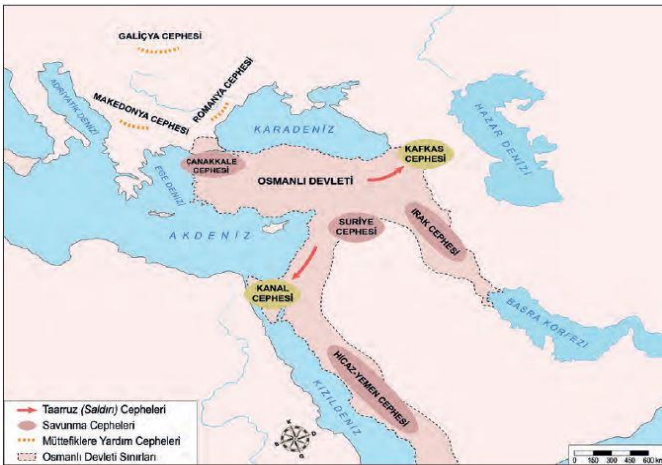 GALİÇYA CEPHESİ
ROMANYA CEPHESİ
MAKEDONYA CEPHESİ
ADRİYATİK DENİZİ
KARADENİZ
HAZAR DENİZİ
ÇANAKKALE
CEPHESİ
KAFKAS
CEPHESİ
OSMANLI DEVLETİ
EGE DENİZİ
SURİYE
CEPHESİ
IRAK CEPHESİ
AKDENİZ
KANAL
CEPHESİ
BASRA KÖRFEZİ
HİCAZ-YEMEN CEPHESİ
KIZILDENİZ
Taarruz (Saldırı) Cepheleri
Savunma Cepheleri
Müttefiklere Yardım Cepheleri
Osmanlı Devleti Sınırları
0 150 300 450 600 km